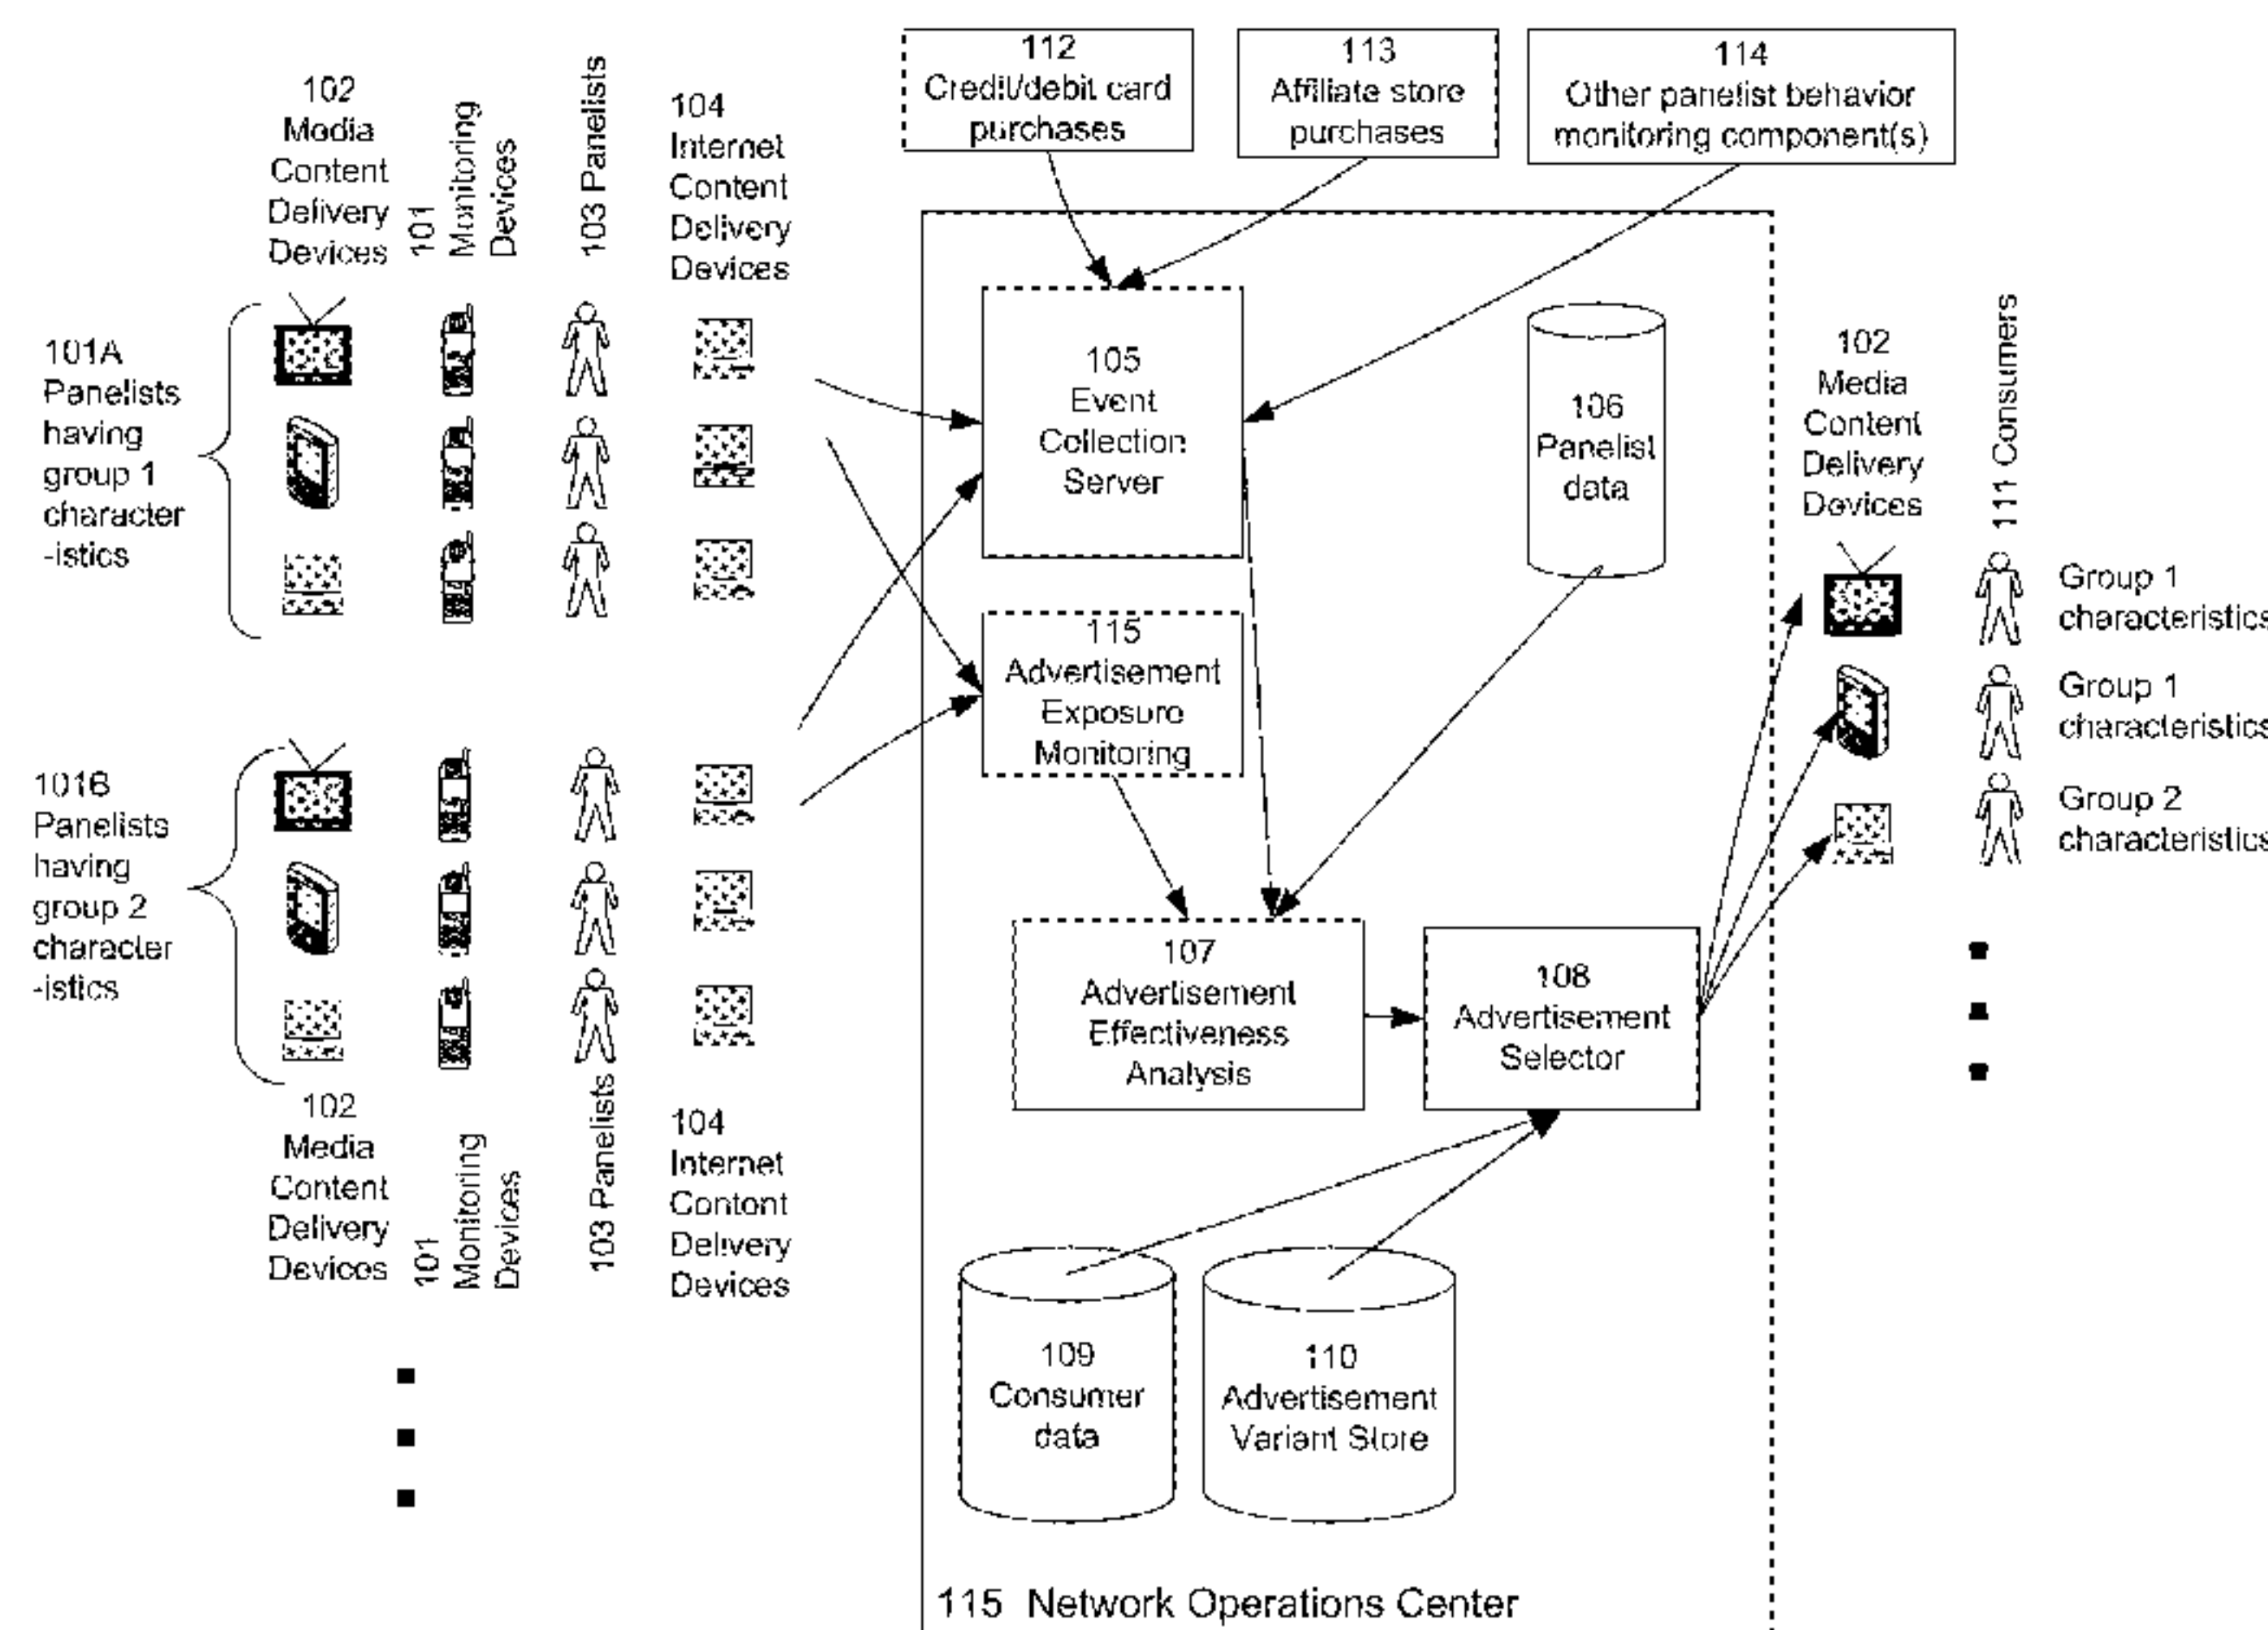 112
Credit/debit card
purchases
113
Affiliate store
purchases
114
Other panelist behavior
monitoring component(s)
102
Media
Content
Delivery
Devices
101
Monitoring
Devices
103 Panelists
104
Internet
Content
Delivery
Devices
101A
Panelists
having
group 1
character
-istics
105
Event
Collection
Server
106
Panelist
data
102
Media
Content
Delivery
Devices
111 Consumers
Group 1
characteristics
Group 1
characteristics
Group 2
characteristics
115
Advertisement
Exposure
Monitoring
101B
Panelists
having
group 2
character
-istics
107
Advertisement
Effectiveness
Analysis
108
Advertisement
Selector
102
Media
Content
Delivery
Devices
101
Monitoring
Devices
103 Panelists
104
Internet
Content
Delivery
Devices
109
Consumer
data
110
Advertisement
Variant Store
115 Network Operations Center